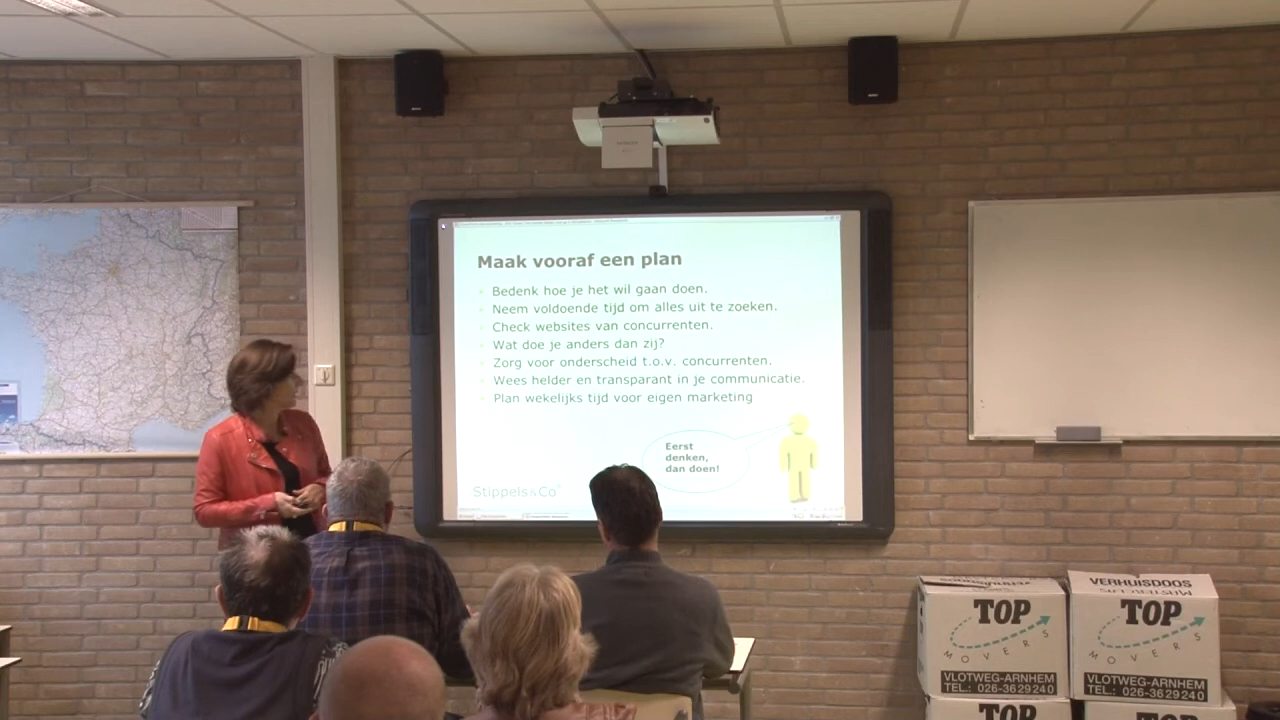 Maak vooraf een plan
Bedenk hoe je het wil gaan doen.
Neem voldoende tijd om alles uit te zoeken.
Check websites van concurrenten.
Wat doe je anders dan zij?
Zorg voor onderscheid t.o.v. concurrenten.
Wees helder en transparant in je communicatie.
Plan wekelijks tijd voor eigen marketing
Eerst
denken,
dan doen!
Stippels&Co
TOP
MOVERS
VLOTWEG-ARNHEM
TEL.: 026-3629240
VERHUISDOOS
TOP
MOVERS
VLOTWEG-ARNHEM
TEL.: 026-3629240
TOP
TOP